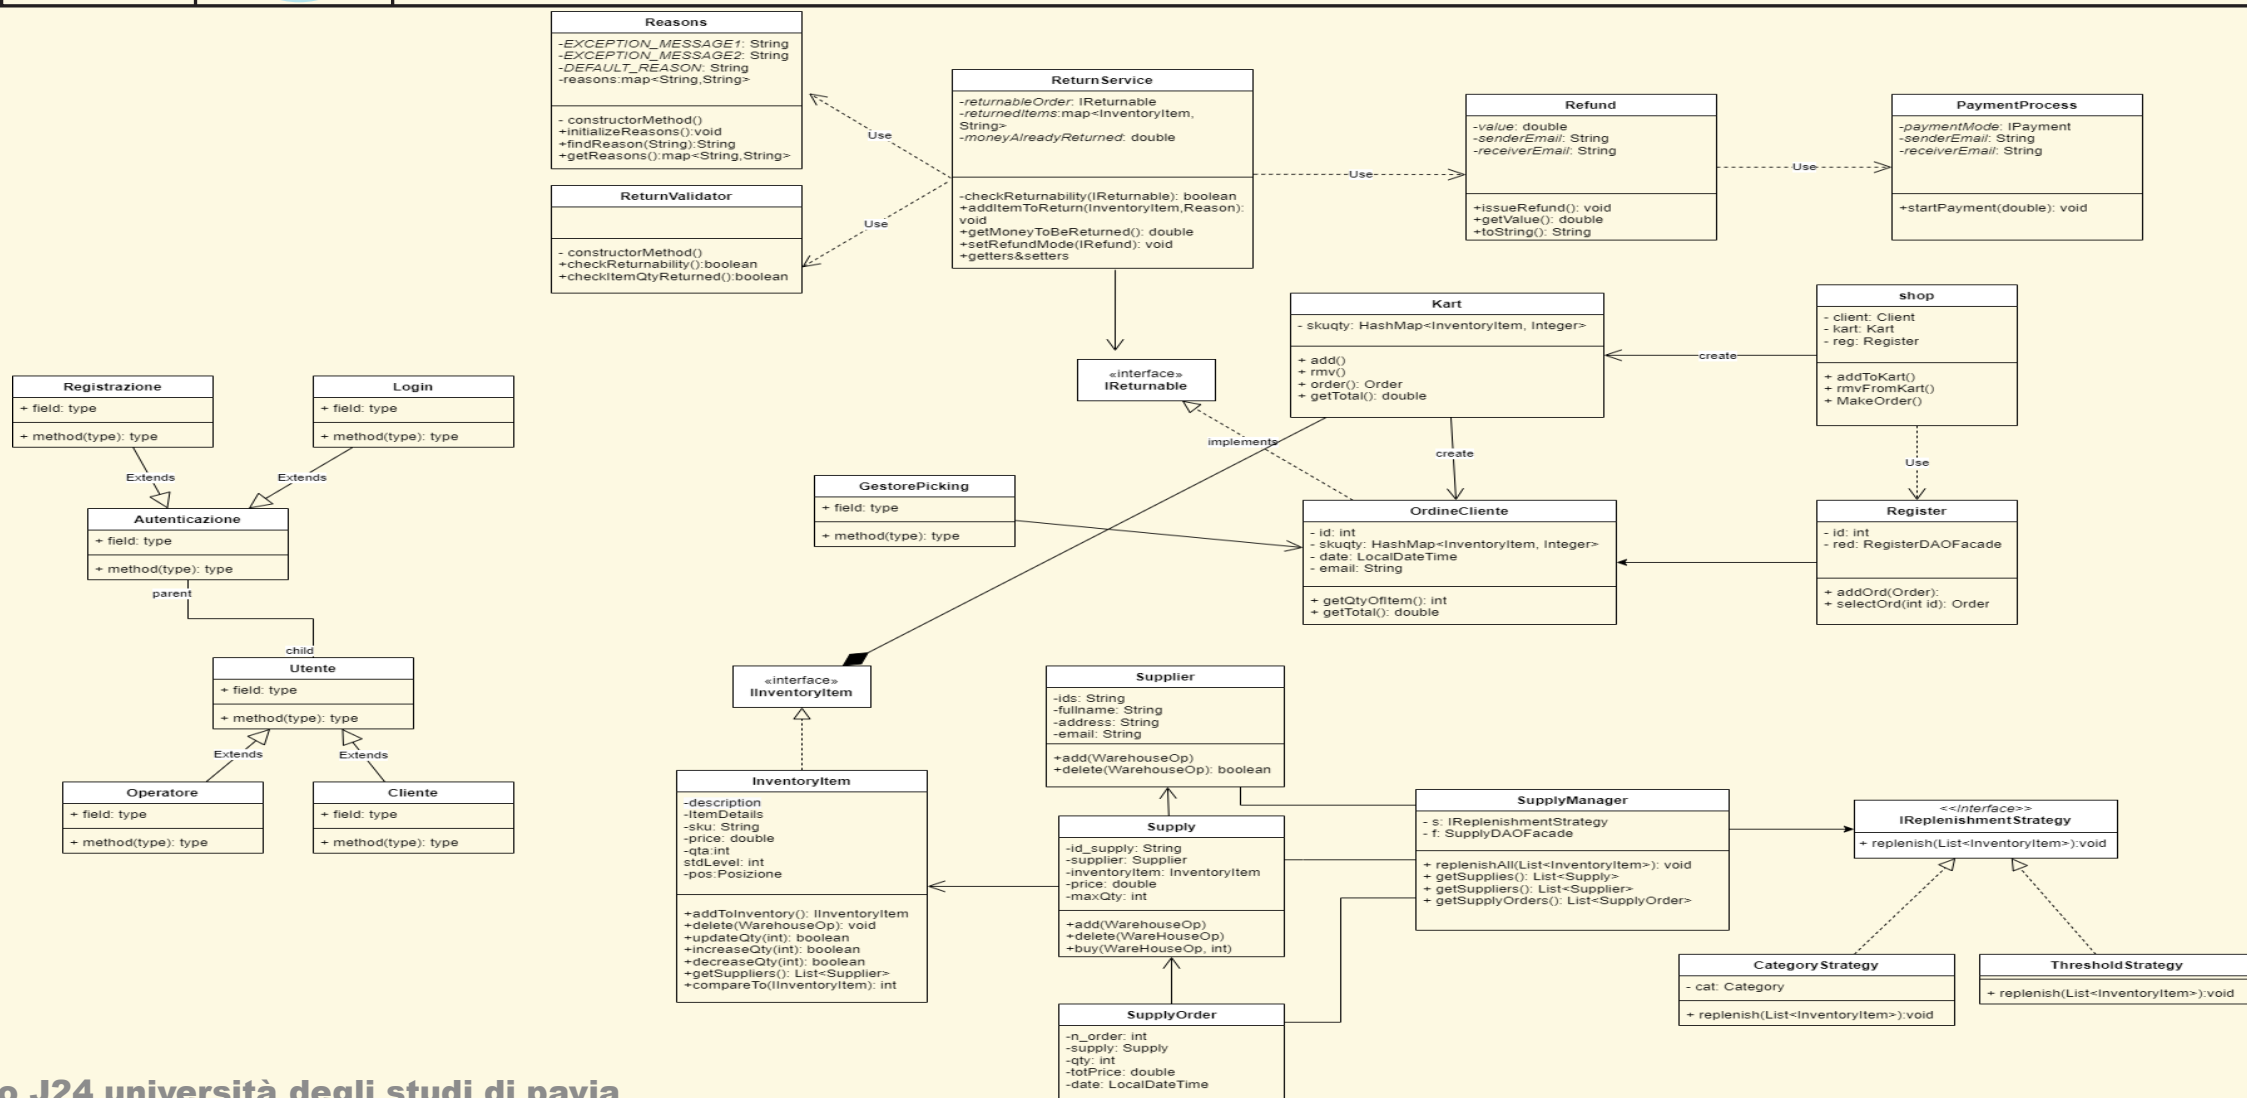 Reasons
-EXCEPTION_MESSAGE1: String
-EXCEPTION_MESSAGE2: String
-DEFAULT_REASON: String
-reasons:map<String,String>
- constructorMethod()
+initializeReasons():void
+findReason(String):String
+getReasons():map<String,String>
ReturnValidator
- constructorMethod()
+checkReturnability():boolean
+checkItemQtyReturned():boolean
Use
Use
ReturnService
-returnableOrder: IReturnable
-returnedItems:map<InventoryItem,
String>
-moneyAlreadyReturned: double
-checkReturnability(IReturnable): boolean
+addItemToReturn(InventoryItem,Reason):
void
+getMoneyToBeReturned(): double
+setRefundMode(IRefund): void
+getters&setters
Use
Refund
-value: double
-senderEmail: String
-receiverEmail: String
+issueRefund(): void
+getValue(): double
+toString(): String
Use
PaymentProcess
-paymentMode: IPayment
-senderEmail: String
-receiverEmail: String
+startPayment(double): void
«interface»
IReturnable
Kart
- skuqty: HashMap<InventoryItem, Integer>
+ add()
+ rmv()
+ order(): Order
+ getTotal(): double
create
shop
- client: Client
- kart: Kart
- reg: Register
+ addToKart()
+ rmvFromKart()
+ MakeOrder()
implements
create
Use
Registrazione
+ field: type
+ method(type): type
Login
+ field: type
+ method(type): type
Extends
Extends
Autenticazione
+ field: type
+ method(type): type
parent
child
Utente
+ field: type
+ method(type): type
Extends
Extends
Operatore
+ field: type
+ method(type): type
Cliente
+ field: type
+ method(type): type
GestorePicking
+ field: type
+ method(type): type
OrdineCliente
- id: int
- skuqty: HashMap<InventoryItem, Integer>
- date: LocalDateTime
- email: String
+ getQtyOfItem(): int
+ getTotal(): double
Register
- id: int
- red: RegisterDAOFacade
+ addOrd(Order):
+ selectOrd(int id): Order
«interface»
IInventoryItem
InventoryItem
-description
-ItemDetails
-sku: String
-price: double
-qta:int
stdLevel: int
-pos:Posizione
+addToInventory(): IInventoryItem
+delete(WarehouseOp): void
+updateQty(int): boolean
+increaseQty(int): boolean
+decreaseQty(int): boolean
+getSuppliers(): List<Supplier>
+compareTo(IInventoryItem): int
Supplier
-ids: String
-fullname: String
-address: String
-email: String
+add(WarehouseOp)
+delete(WarehouseOp): boolean
Supply
-id_supply: String
-supplier: Supplier
-inventoryItem: InventoryItem
-price: double
-maxQty: int
+add(WarehouseOp)
+delete(WareHouseOp)
+buy(WareHouseOp, int)
SupplyOrder
-n_order: int
-supply: Supply
-qty: int
-totPrice: double
-date: LocalDateTime
SupplyManager
- s: IReplenishmentStrategy
- f: SupplyDAOFacade
+ replenishAll(List<InventoryItem>): void
+ getSupplies(): List<Supply>
+ getSuppliers(): List<Supplier>
+ getSupplyOrders(): List<SupplyOrder>
<<Interface>>
IReplenishmentStrategy
+ replenish(List<InventoryItem>):void
CategoryStrategy
- cat: Category
+ replenish(List<InventoryItem>):void
ThresholdStrategy
+ replenish(List<InventoryItem>):void
o J24 università degli studi di pavia